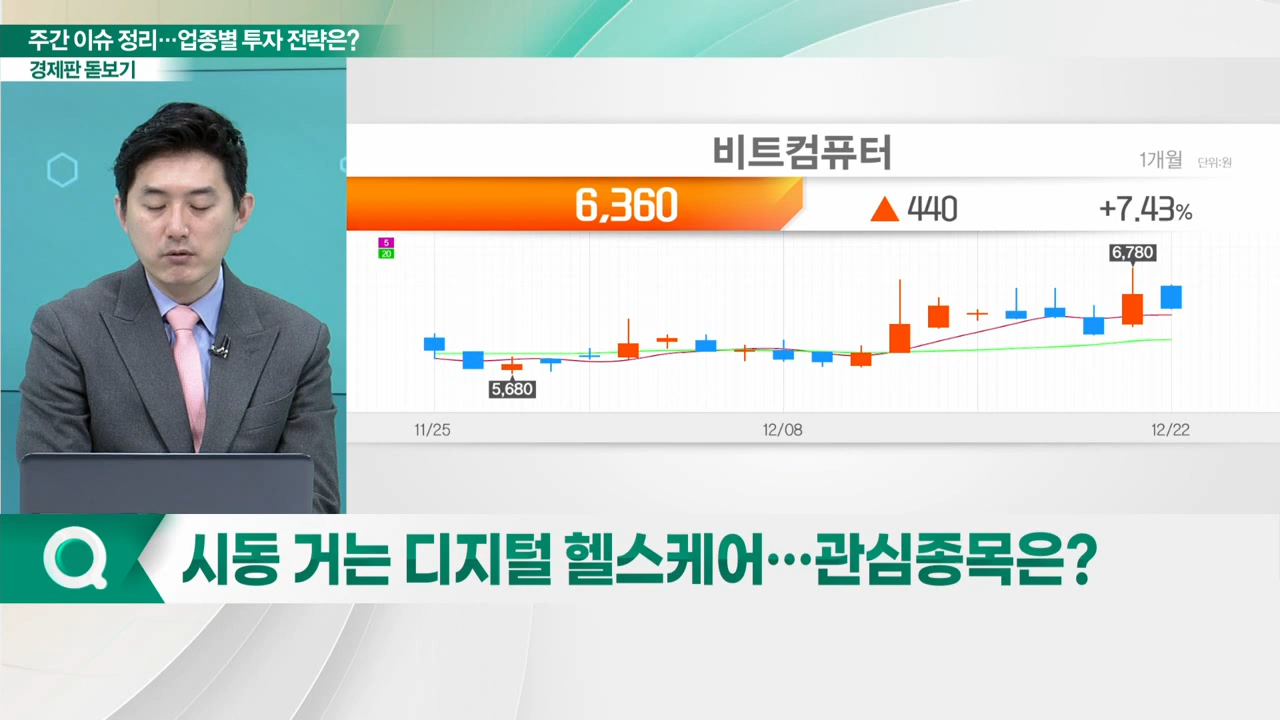 주간 이슈 정리…업종별 투자 전략은?
경제판 돋보기
비트컴퓨터
1개월 단위:원
6,360 ▲ 440 +7.43%
5
20
6,780
5,680
11/25 12/08 12/22
Q 시동 거는 디지털 헬스케어…관심종목은?